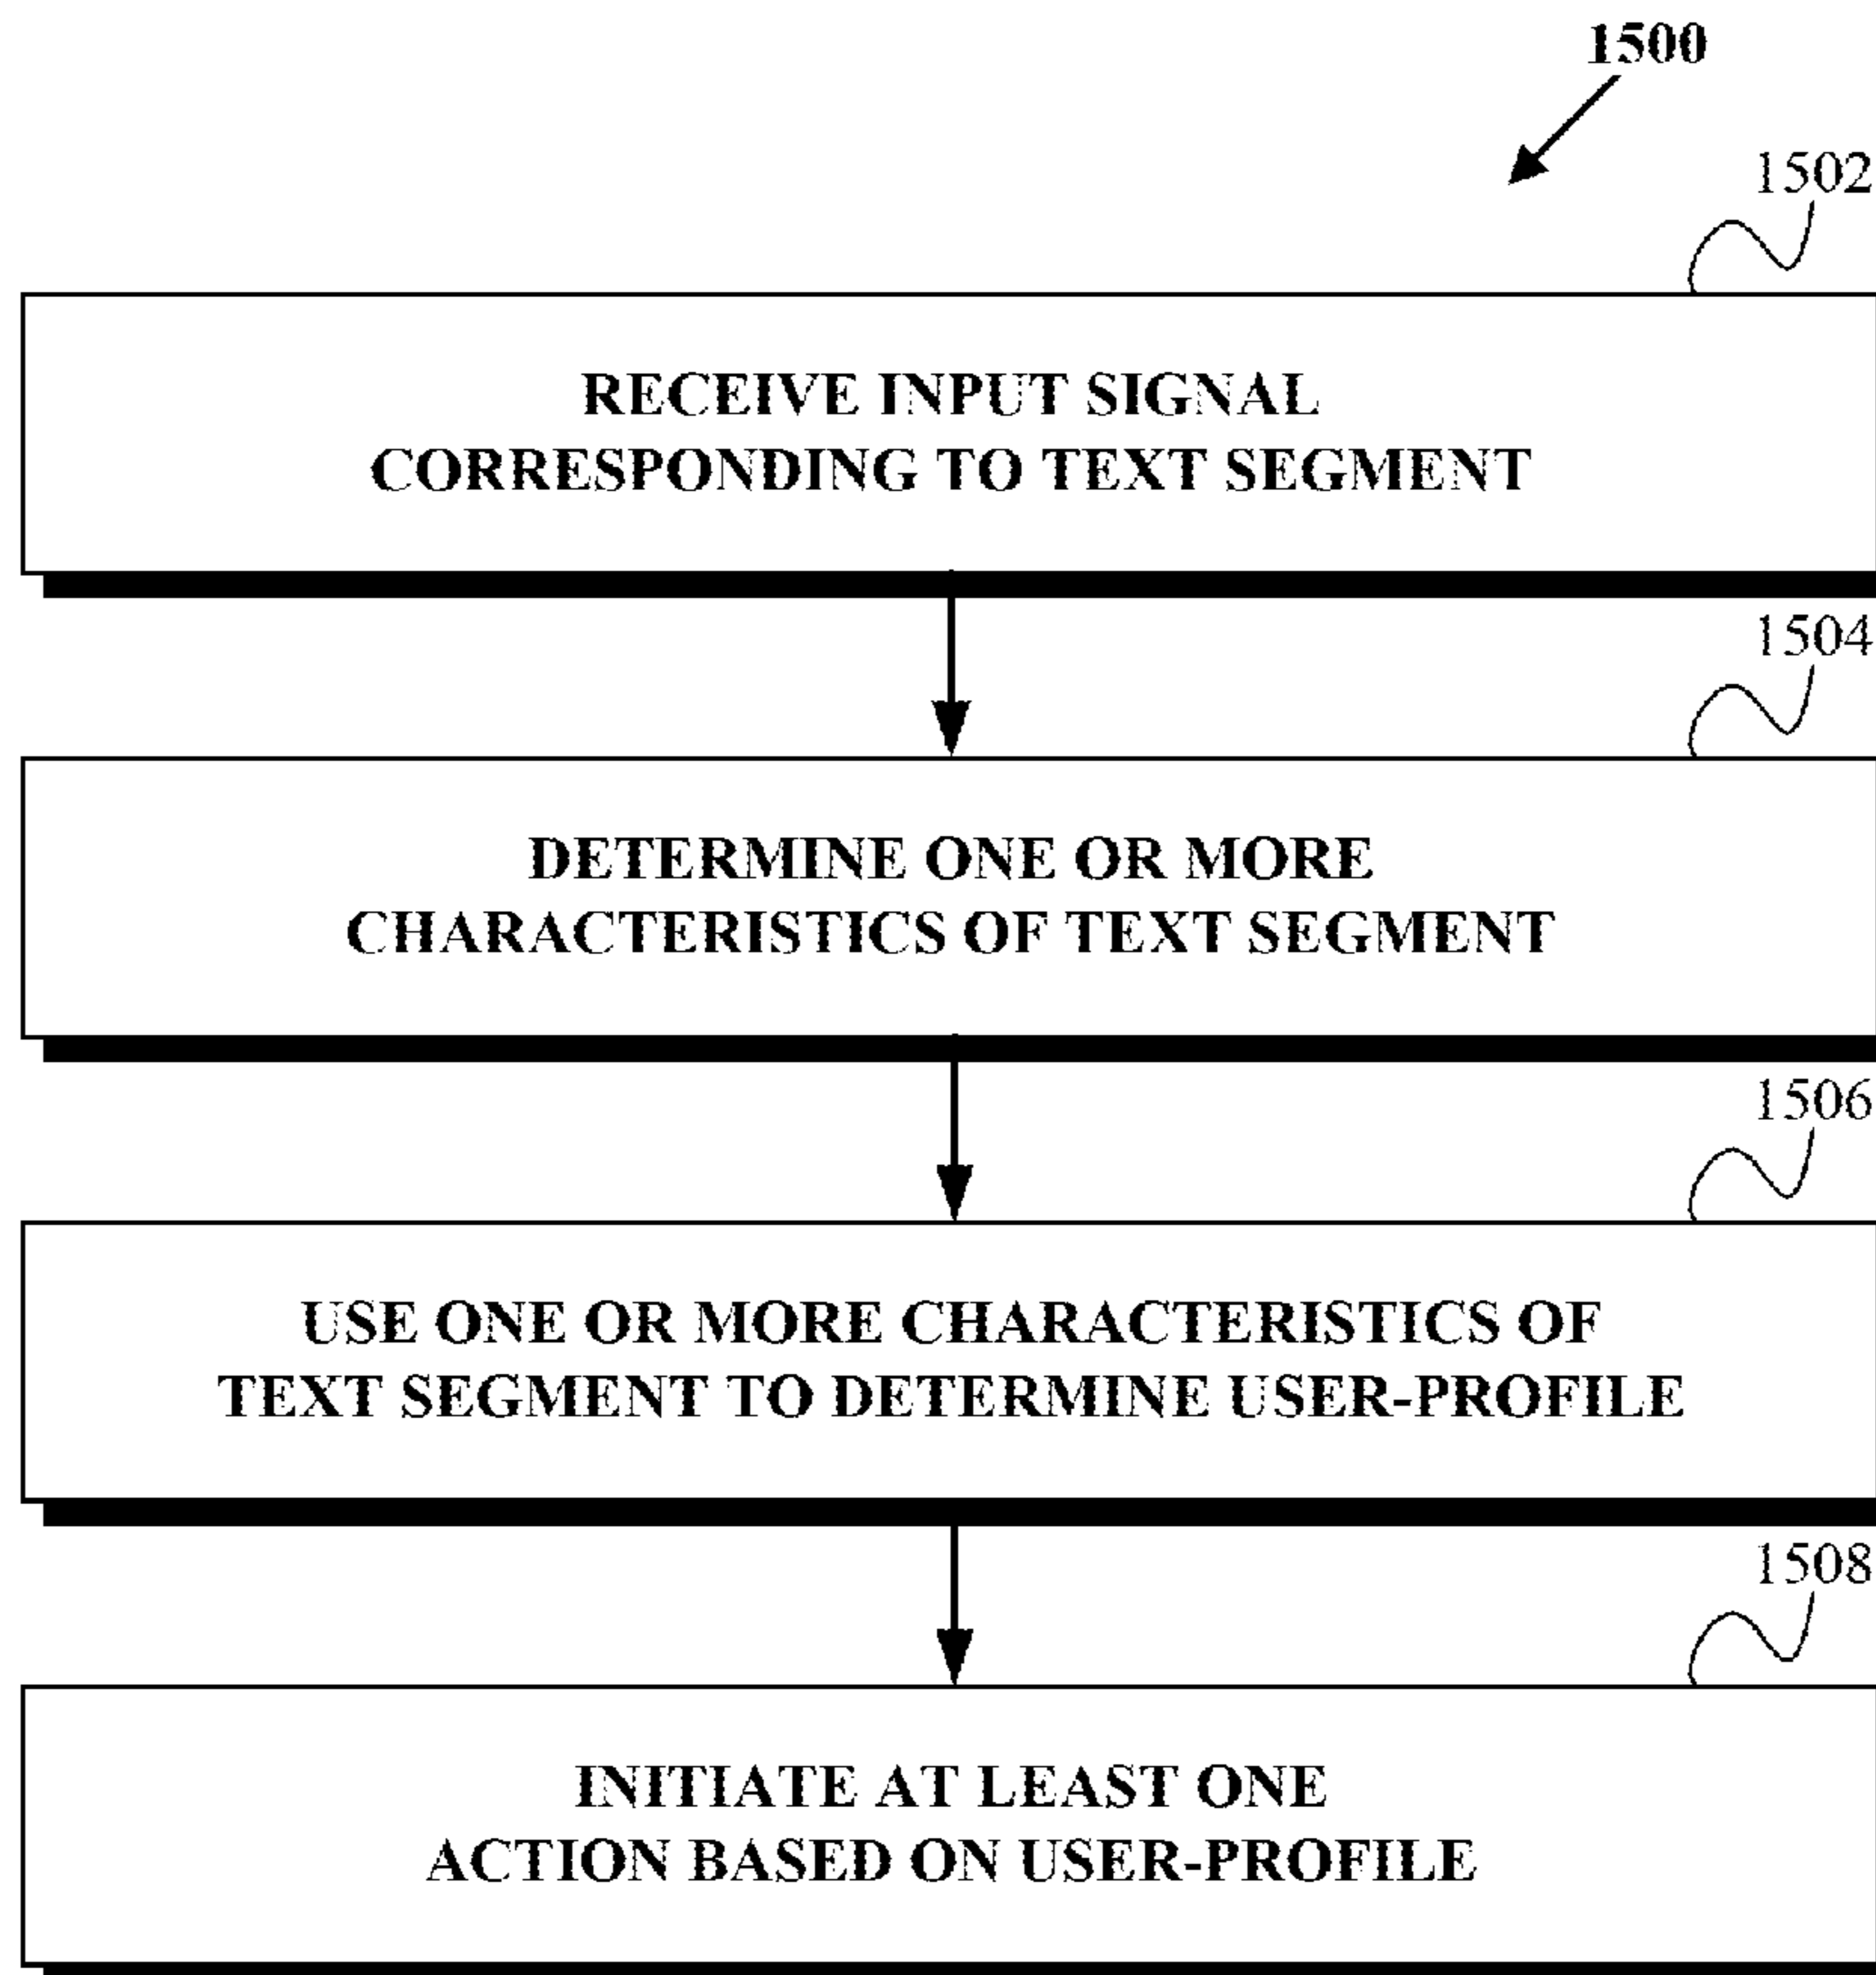 1500
1502
RECEIVE INPUT SIGNAL
CORRESPONDING TO TEXT SEGMENT
1504
DETERMINE ONE OR MORE
CHARACTERISTICS OF TEXT SEGMENT
1506
USE ONE OR MORE CHARACTERISTICS OF
TEXT SEGMENT TO DETERMINE USER-PROFILE
1508
INITIATE AT LEAST ONE
ACTION BASED ON USER-PROFILE